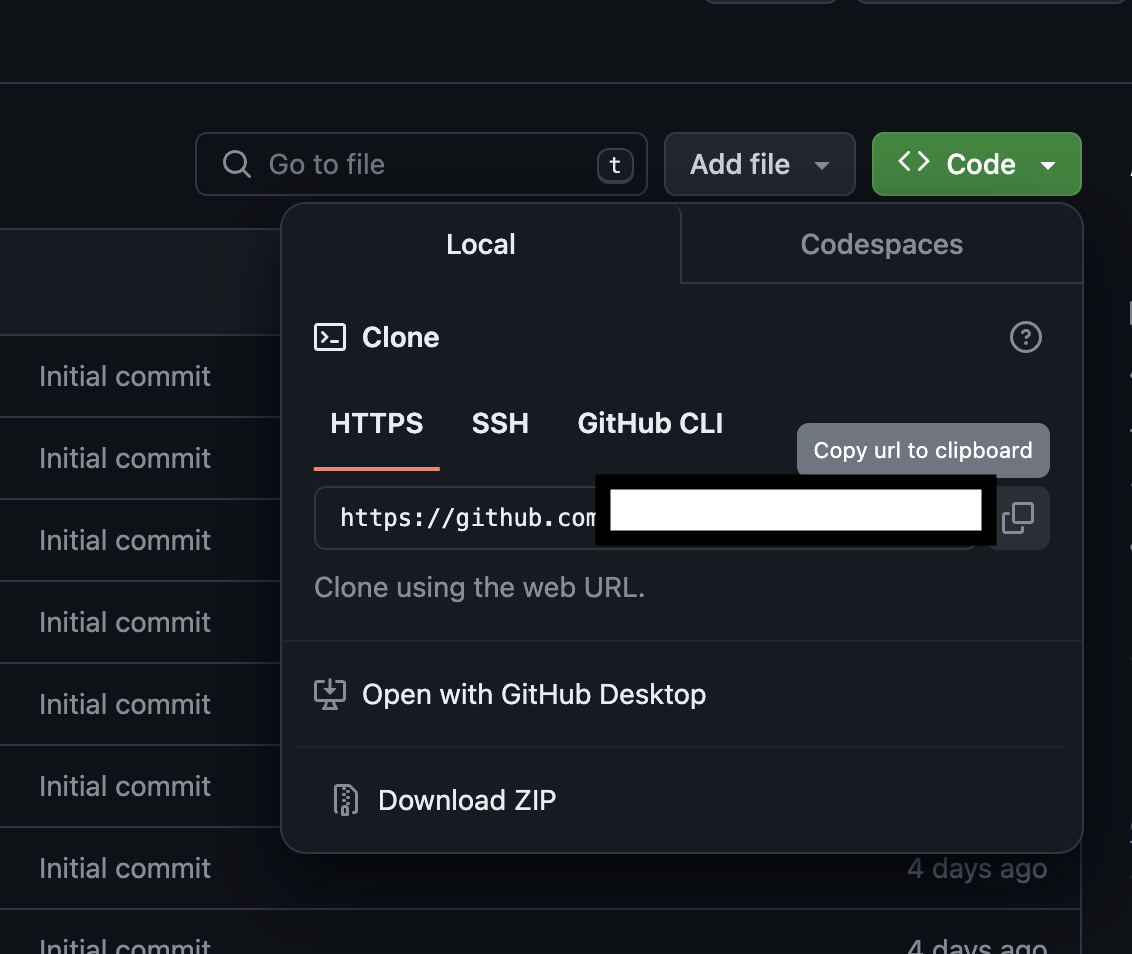 Go to file t Add file Code
Local Codespaces
Clone
Initial commit
HTTPS SSH GitHub CLI
Copy url to clipboard
Initial commit
https://github.com
Initial commit
Clone using the web URL.
Initial commit
Open with GitHub Desktop
Initial commit
Initial commit
Download ZIP
Initial commit 4 days ago
Initial commit 4 days ago